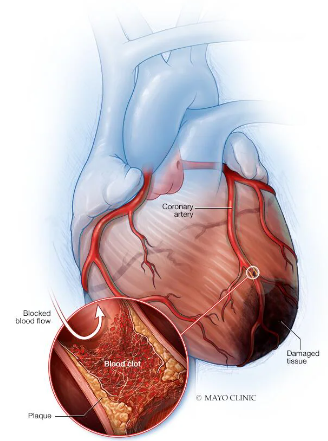 Coronary
artery
Blocked
blood flow
Blood clot
Plaque
Damaged
tissue
© MAYO CLINIC